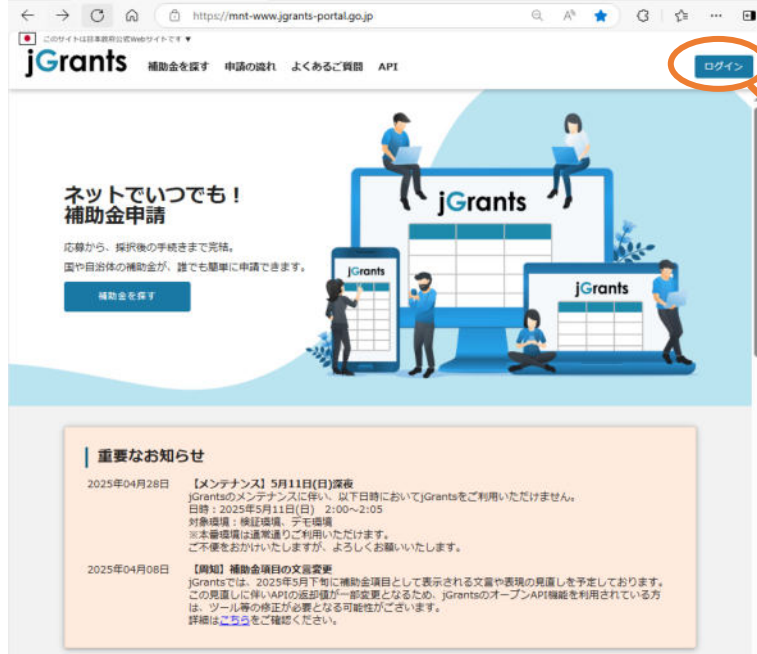 https://mnt-www.jgrants-portal.go.jp
このサイトは日本政府公式Webサイトです ▼
jGrants 補助金を探す 申請の流れ よくあるご質問 API ログイン
ネットでいつでも！
補助金申請
応募から、採択後の手続きまで完結。
国や自治体の補助金が、誰でも簡単に申請できます。
補助金を探す
jGrants
jGrants
jGrants
重要なお知らせ
2025年04月28日 【メンテナンス】5月11日(日)深夜
jGrantsのメンテナンスに伴い、以下日時においてjGrantsをご利用いただけません。
日時：2025年5月11日(日) 2:00～2:05
対象環境：検証環境、デモ環境
※本番環境は通常通りご利用いただけます。
ご不便をおかけいたしますが、よろしくお願いいたします。
2025年04月08日 【周知】補助金項目の文言変更
jGrantsでは、2025年5月下旬に補助金項目として表示される文言や表現の見直しを予定しております。
この見直しに伴いAPIの返却値が一部変更となるため、jGrantsのオープンAPI機能を利用されている方
は、ツール等の修正が必要となる可能性がございます。
詳細はこちらをご確認ください。